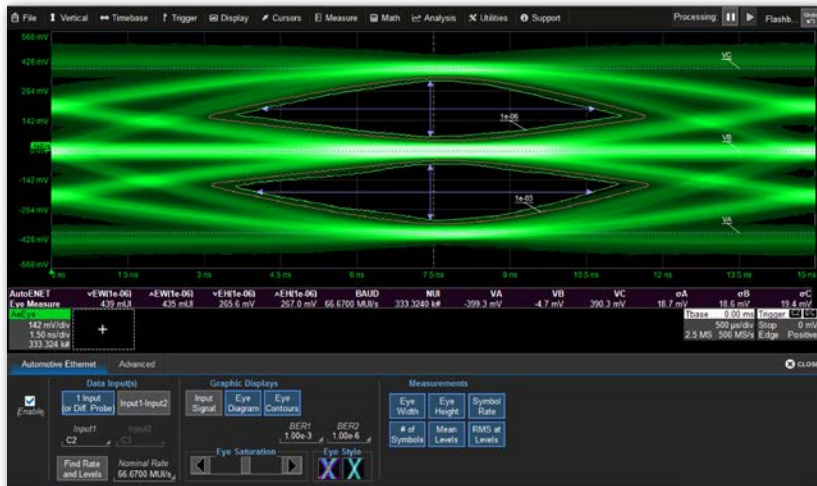 File Vertical Timebase Trigger Display Cursors Measure Math Analysis Utilities Support Processing: Flashb... Undo
568 mV
426 mV VC
284 mV
142 mV 1e-06
AeEye VB
-142 mV
-284 mV 1e-03
VA
-426 mV
-568 mV
0 ns 1.5 ns 3 ns 4.5 ns 6 ns 7.5 ns 9 ns 10.5 ns 12 ns 13.5 ns 15 ns
AutoENET vEW(1e-06) ʌEW(1e-06) vEH(1e-06) ʌEH(1e-06) BAUD NUI VA VB VC σA σB σC
Eye Measure 439 mUI 435 mUI 265.6 mV 267.0 mV 66.6700 MUI/s 333.3240 k# -399.3 mV -4.7 mV 390.3 mV 18.7 mV 18.6 mV 19.4 mV
AeEye
142 mV/div
1.50 ns/div
333.324 k#
+
Tbase 0.00 ms Trigger C2 DC
500 µs/div Stop 0 mV
2.5 MS 500 MS/s Edge Positive
Automotive Ethernet Advanced CLOSE
Data Input(s) Graphic Displays Measurements
Enable
1 Input (or Diff. Probe) Input1-Input2 Input Signal Eye Diagram Eye Contours Eye Width Eye Height Symbol Rate
Input1 Input2 BER1 BER2 # of Symbols Mean Levels RMS at Levels
C2 C3 1.00e-3 1.00e-6
Find Rate and Levels Nominal Rate Eye Saturation Eye Style
66.6700 MUI/s